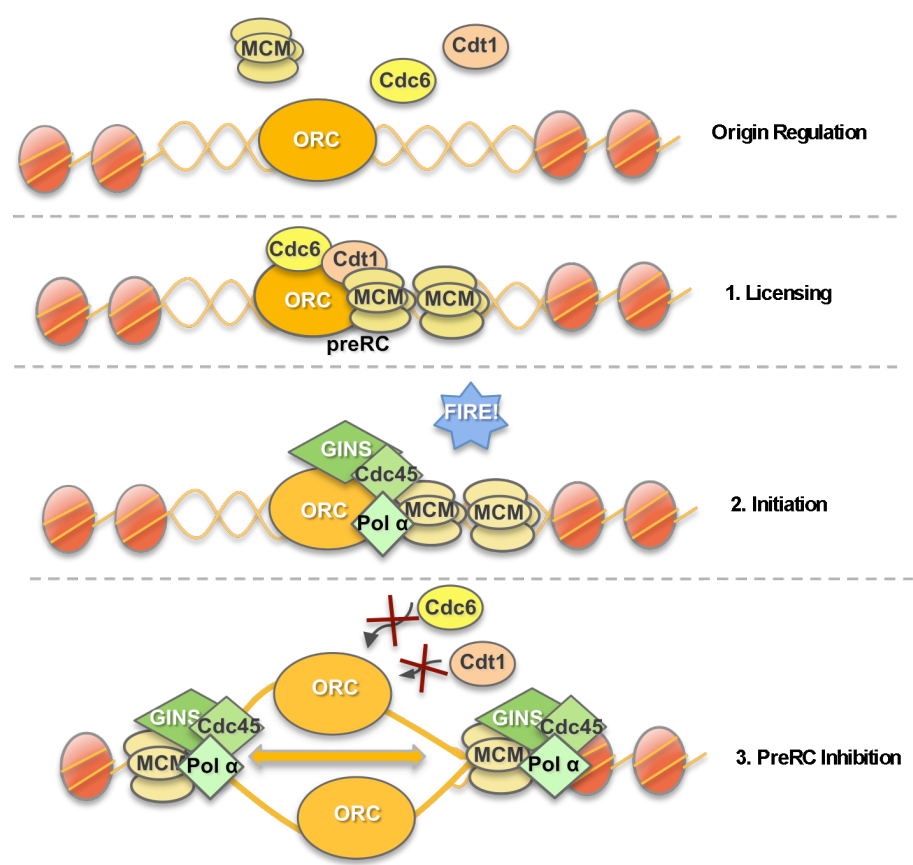 MCM
Cdt1
Cdc6
ORC
Origin Regulation
Cdc6
Cdt1
ORC
MCM
MCM
preRC
1. Licensing
FIRE!
GINS
Cdc45
ORC
Pol α
MCM
MCM
2. Initiation
Cdc6
Cdt1
ORC
GINS
Cdc45
MCM
Pol α
GINS
Cdc45
MCM
Pol α
ORC
3. PreRC Inhibition